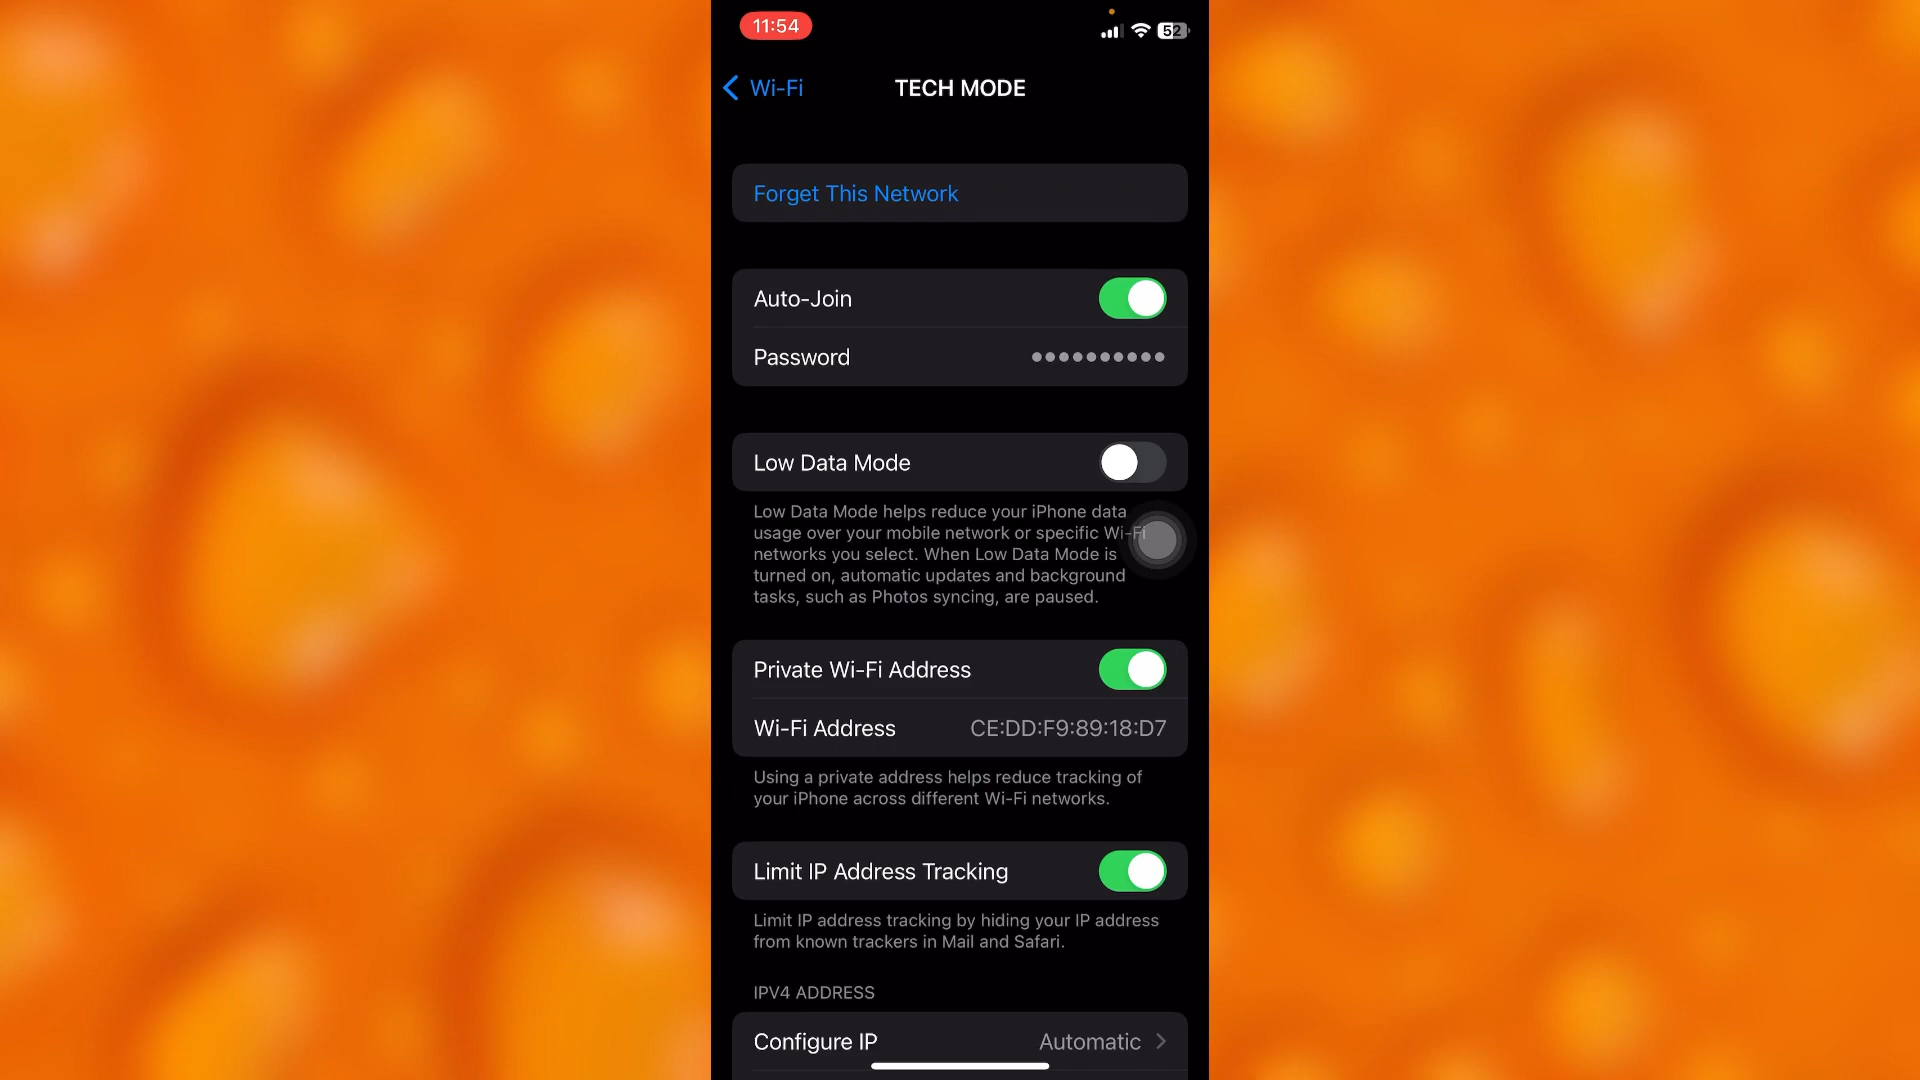 11:54
52
Wi-Fi
TECH MODE
Forget This Network
Auto-Join
Password ●●●●●●●●●●
Low Data Mode
Low Data Mode helps reduce your iPhone data
usage over your mobile network or specific Wi-Fi
networks you select. When Low Data Mode is
turned on, automatic updates and background
tasks, such as Photos syncing, are paused.
Private Wi-Fi Address
Wi-Fi Address CE:DD:F9:89:18:D7
Using a private address helps reduce tracking of
your iPhone across different Wi-Fi networks.
Limit IP Address Tracking
Limit IP address tracking by hiding your IP address
from known trackers in Mail and Safari.
IPV4 ADDRESS
Configure IP Automatic